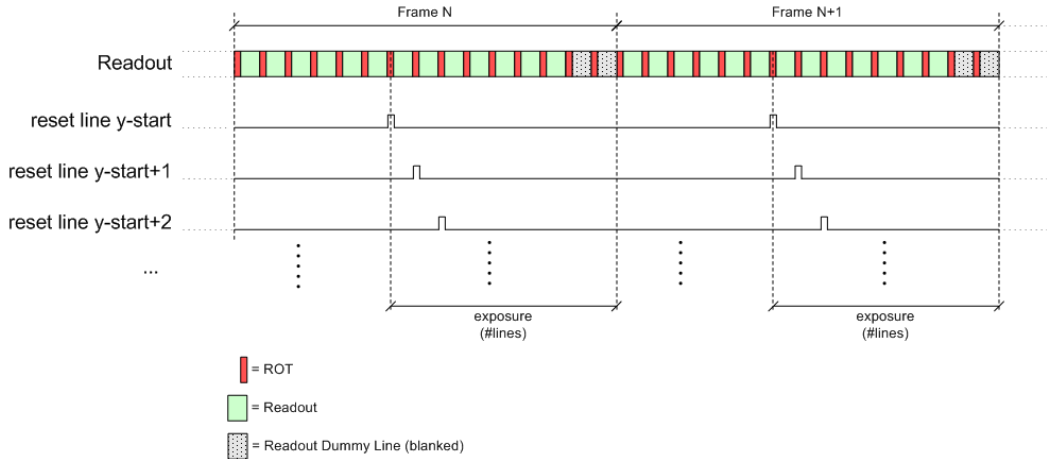 Frame N
Frame N+1
Readout
reset line y-start
reset line y-start+1
reset line y-start+2
...
exposure
(#lines)
exposure
(#lines)
= ROT
= Readout
= Readout Dummy Line (blanked)